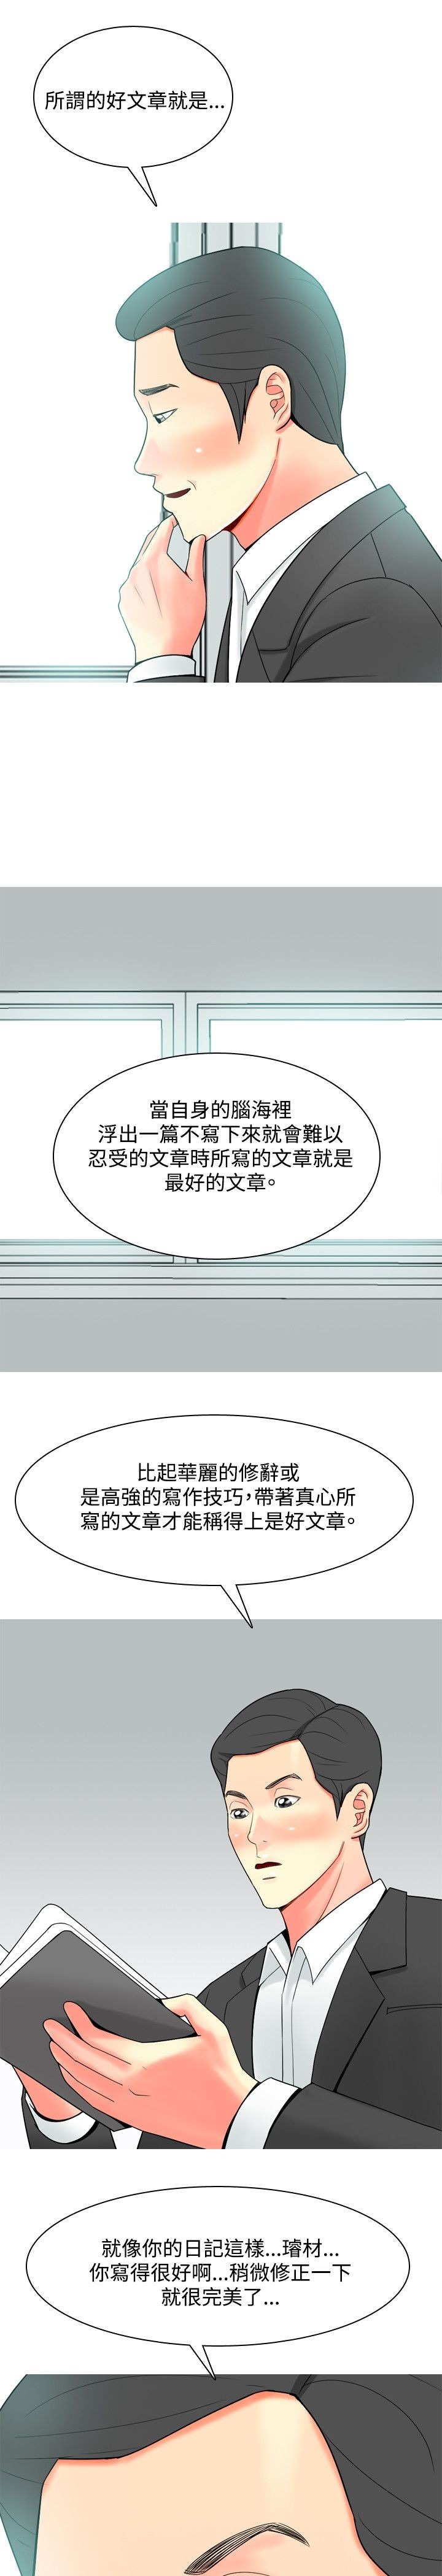 所謂的好文章就是...
當自身的腦海裡
浮出一篇不寫下來就會難以
忍受的文章時所寫的文章就是
最好的文章。
比起華麗的修辭或
是高強的寫作技巧，帶著真心所
寫的文章才能稱得上是好文章。
就像你的日記這樣...璿材...
你寫得很好啊...稍微修正一下
就很完美了...